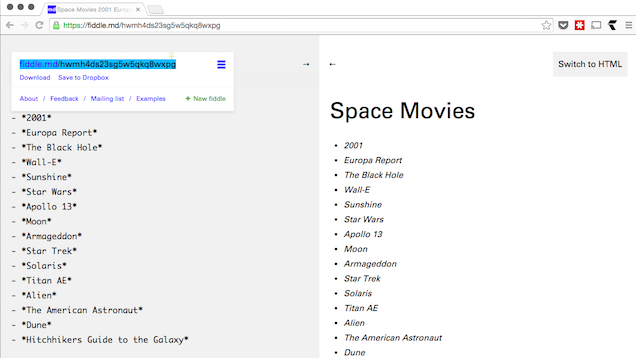 md Space Movies 2001 Europ
https://fiddle.md/hwmh4ds23sg5w5qkq8wxpg
fiddle.md/hwmh4ds23sg5w5qkq8wxpg
Download Save to Dropbox
About / Feedback / Mailing list / Examples + New fiddle
- *2001*
- *Europa Report*
- *The Black Hole*
- *Wall-E*
- *Sunshine*
- *Star Wars*
- *Apollo 13*
- *Moon*
- *Armageddon*
- *Star Trek*
- *Solaris*
- *Titan AE*
- *Alien*
- *The American Astronaut*
- *Dune*
- *Hitchhikers Guide to the Galaxy*
→
← Switch to HTML
Space Movies
• 2001
• Europa Report
• The Black Hole
• Wall-E
• Sunshine
• Star Wars
• Apollo 13
• Moon
• Armageddon
• Star Trek
• Solaris
• Titan AE
• Alien
• The American Astronaut
• Dune